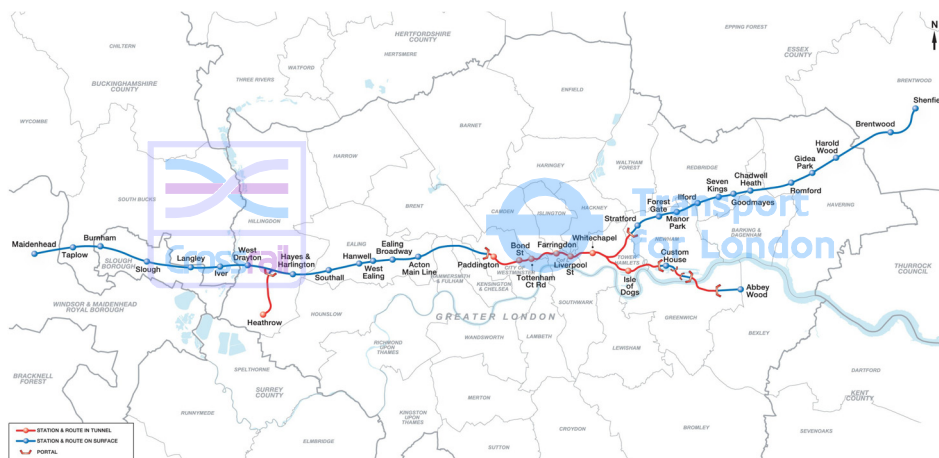 N
EPPING FOREST
HERTFORDSHIRE
COUNTY
ESSEX
COUNTY
CHILTERN
WATFORD
HERTSMERE
THREE RIVERS
BUCKINGHAMSHIRE
COUNTY
BRENTWOOD
ENFIELD
WYCOMBE
Shenfie
BARNET
Brentwood
Harold
Wood
HARROW
HARINGEY
WALTHAM
FOREST
REDBRIDGE
Gidea
Park
Chadwell
Heath
Seven
Kings
Ilford
Romford
SOUTH BUCKS
HAVERING
Transport
for London
Forest
Gate
Goodmayes
Manor
Park
HILLINGDON
BRENT
CAMDEN
ISLINGTON
HACKNEY
Stratford
BARKING &
DAGENHAM
NEWHAM
Crossrail
Maidenhead
Burnham
Taplow
SLOUGH
BOROUGH
Slough
Langley
Iver
West
Drayton
Hayes &
Harlington
Southall
EALING
Hanwell
West
Ealing
Ealing
Broadway
Acton
Main Line
HAMMERSMITH
& FULHAM
Paddington
KENSINGTON
& CHELSEA
CITY OF
WESTMINSTER
Bond
St
Tottenham
Ct Rd
Farringdon
Liverpool
St
Whitechapel
TOWER
HAMLETS
Isle
of
Dogs
Custom
House
Abbey
Wood
THURROCK
COUNCIL
WINDSOR & MAIDENHEAD
ROYAL BOROUGH
Heathrow
HOUNSLOW
GREATER LONDON
SOUTHWARK
GREENWICH
BEXLEY
RICHMOND
UPON
THAMES
WANDSWORTH
LAMBETH
LEWISHAM
BRACKNELL
FOREST
SPELTHORNE
SURREY
COUNTY
DARTFORD
KENT
COUNTY
RUNNYMEDE
MERTON
KINGSTON
UPON
THAMES
CROYDON
BROMLEY
SEVENOAKS
ELMBRIDGE
SUTTON
STATION & ROUTE IN TUNNEL
STATION & ROUTE ON SURFACE
PORTAL